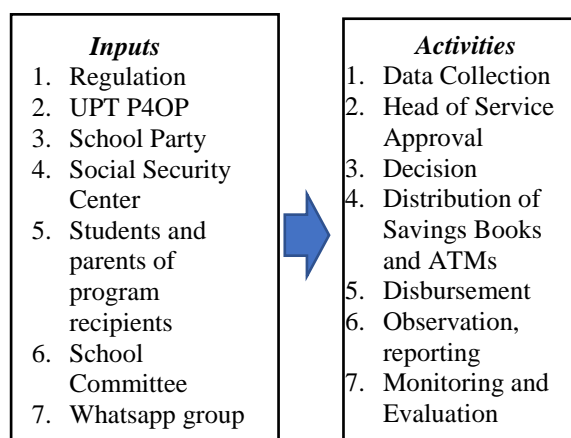 Inputs
1. Regulation
2. UPT P4OP
3. School Party
4. Social Security
Center
5. Students and
parents of
program
recipients
6. School
Committee
7. Whatsapp group
Activities
1. Data Collection
2. Head of Service
Approval
3. Decision
4. Distribution of
Savings Books
and ATMs
5. Disbursement
6. Observation,
reporting
7. Monitoring and
Evaluation